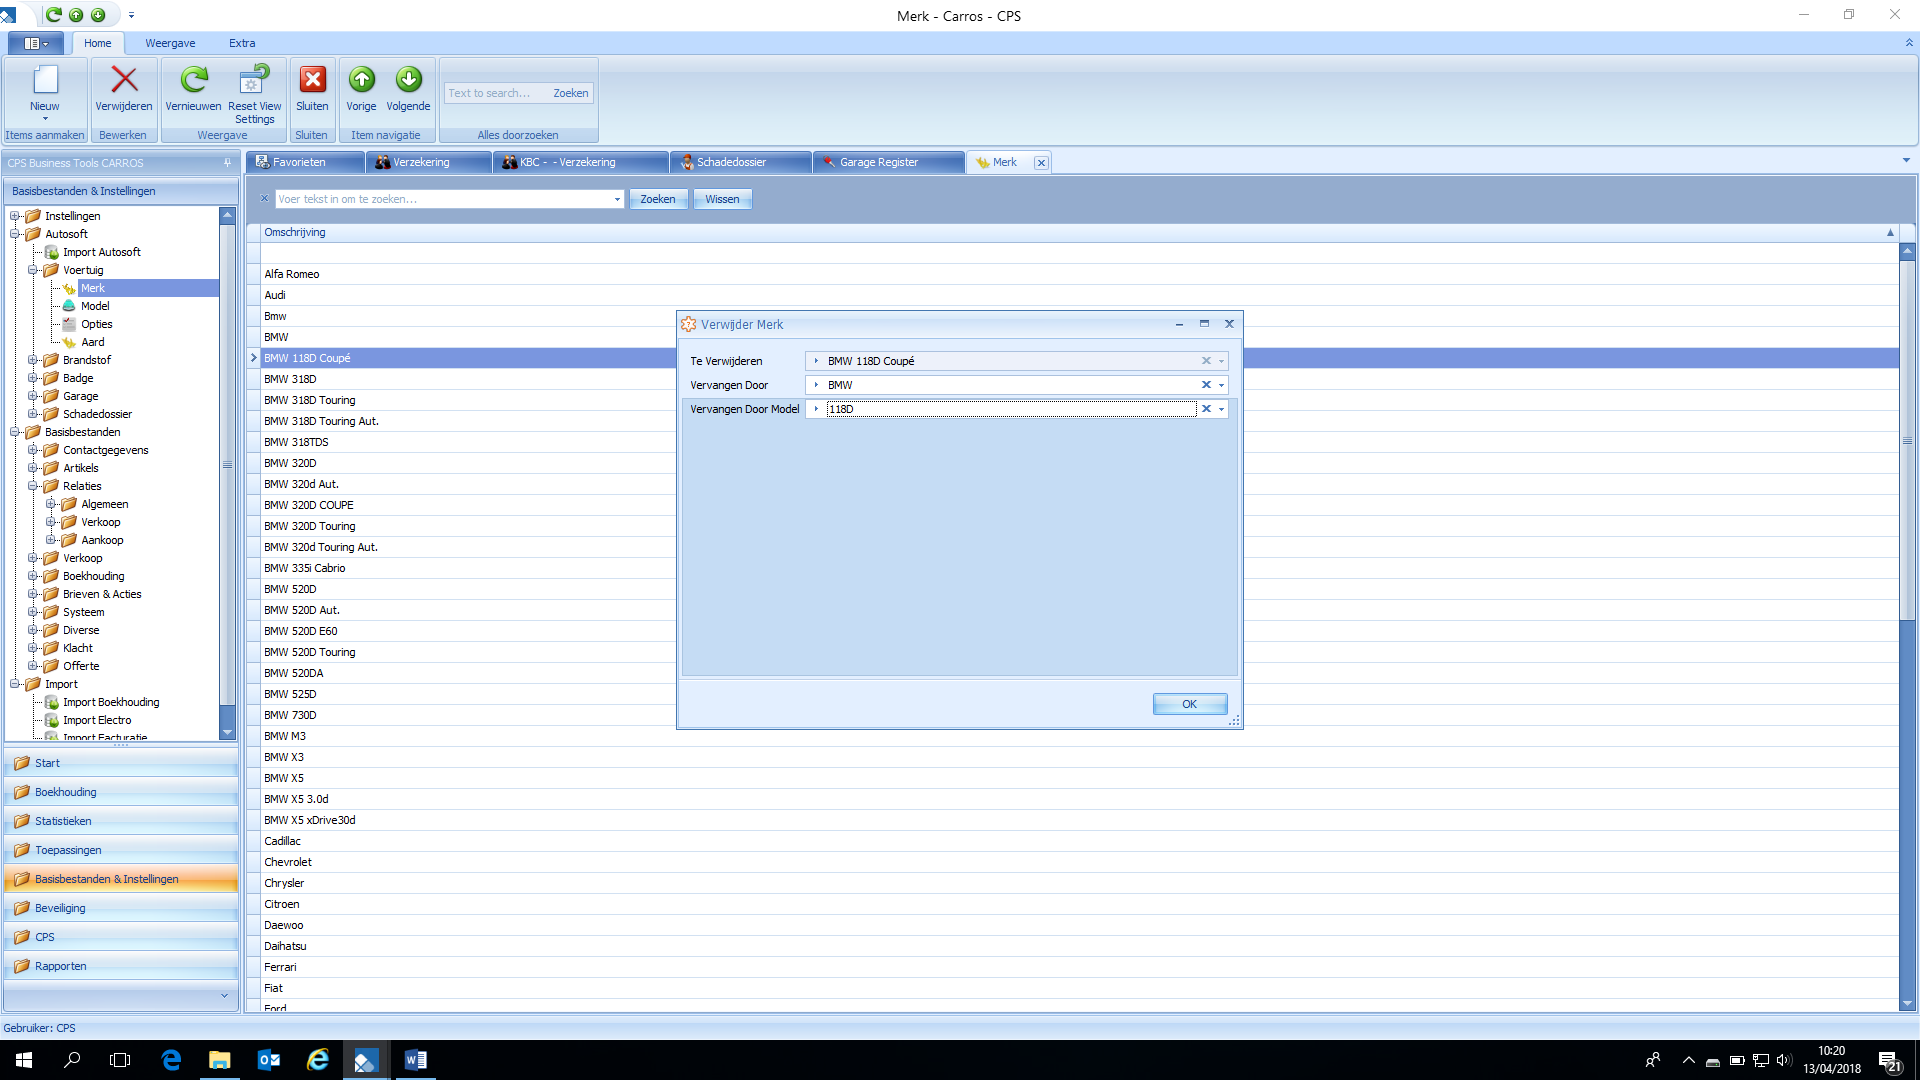 Merk - Carros - CPS
Home
Weergave
Extra
Nieuw
Verwijderen
Vernieuwen
Reset View
Settings
Sluiten
Vorige
Volgende
Text to search...
Zoeken
Items aanmaken
Bewerken
Weergave
Sluiten
Item navigatie
Alles doorzoeken
CPS Business Tools CARROS
Basisbestanden & Instellingen
Instellingen
Autosoft
Import Autosoft
Voertuig
Merk
Model
Opties
Aard
Brandstof
Badge
Garage
Schadedossier
Basisbestanden
Contactgegevens
Artikels
Relaties
Algemeen
Verkoop
Aankoop
Verkoop
Boekhouding
Brieven & Acties
Systeem
Diverse
Klacht
Offerte
Import
Import Boekhouding
Import Electro
Import Facturatie
Start
Boekhouding
Statistieken
Toepassingen
Basisbestanden & Instellingen
Beveiliging
CPS
Rapporten
Favorieten
Verzekering
KBC - - Verzekering
Schadedossier
Garage Register
Merk
Voer tekst in om te zoeken...
Zoeken
Wissen
Omschrijving
Alfa Romeo
Audi
Bmw
BMW
BMW 118D Coupé
BMW 318D
BMW 318D Touring
BMW 318D Touring Aut.
BMW 318TDS
BMW 320D
BMW 320d Aut.
BMW 320D COUPE
BMW 320D Touring
BMW 320d Touring Aut.
BMW 335i Cabrio
BMW 520D
BMW 520D Aut.
BMW 520D E60
BMW 520D Touring
BMW 520DA
BMW 525D
BMW 730D
BMW M3
BMW X3
BMW X5
BMW X5 3.0d
BMW X5 xDrive30d
Cadillac
Chevrolet
Chrysler
Citroen
Daewoo
Daihatsu
Ferrari
Fiat
Ford
Verwijder Merk
Te Verwijderen
BMW 118D Coupé
Vervangen Door
BMW
Vervangen Door Model
118D
OK
Gebruiker: CPS
10:20
13/04/2018
21